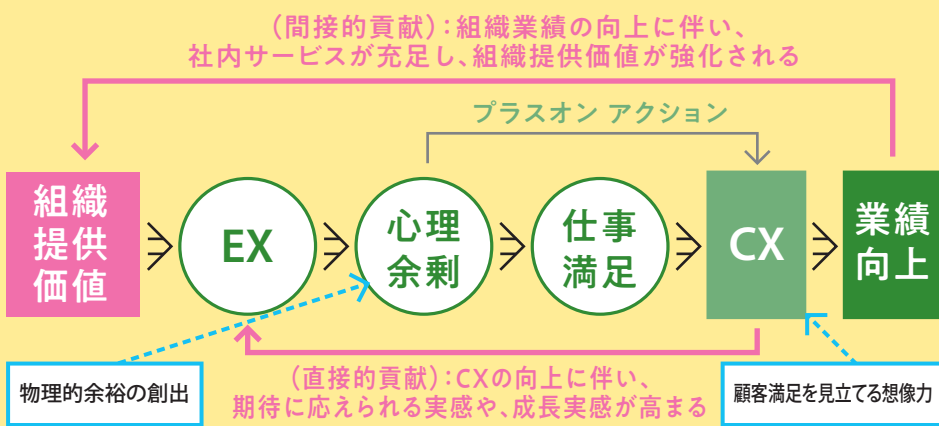 (間接的貢献):組織業績の向上に伴い、
社内サービスが充足し、組織提供価値が強化される
プラスオン アクション
組織
提供
価値
EX
心理
余剰
仕事
満足
CX
業績
向上
物理的余裕の創出
(直接的貢献):CXの向上に伴い、
期待に応えられる実感や、成長実感が高まる
顧客満足を見立てる想像力